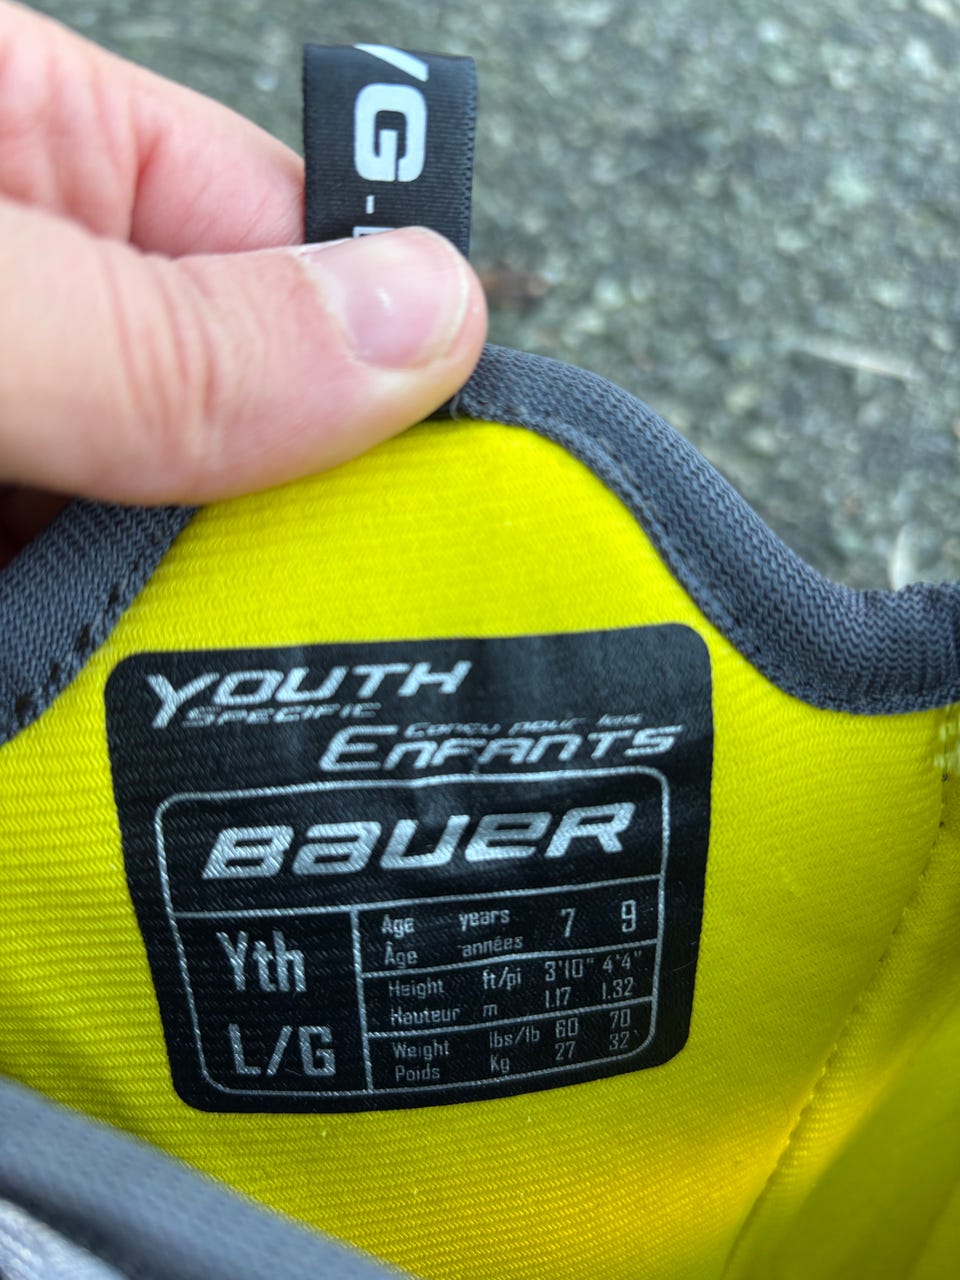 /G-
YOUTH
SPECIFIC
Conçu pour les
ENFANTS
BAUER
Yth
L/G
Age years 7 9
Âge années
Height ft/pi 3'10" 4'4"
Hauteur m 1.17 1.32
Weight lbs/lb 60 70
Poids Kg 27 32